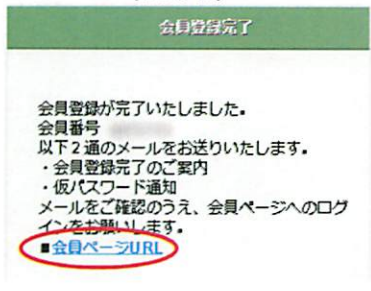 会員登録完了
会員登録が完了いたしました。
会員番号
以下2通のメールをお送りいたします。
・会員登録完了のご案内
・仮パスワード通知
メールをご確認のうえ、会員ページへのログ
インをお願いします。
■会員ページURL